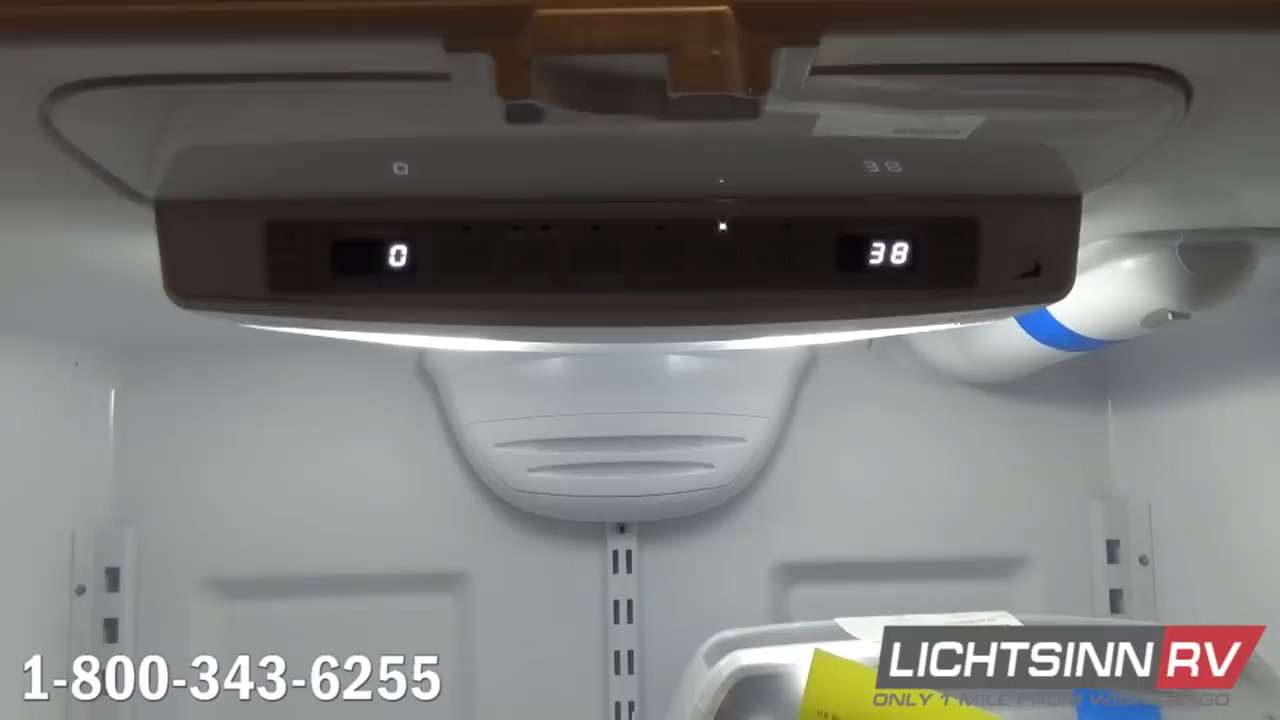 0 38
0 38
1-800-343-6255
LICHTSINN RV
ONLY 1 MILE FROM WINNEBAGO